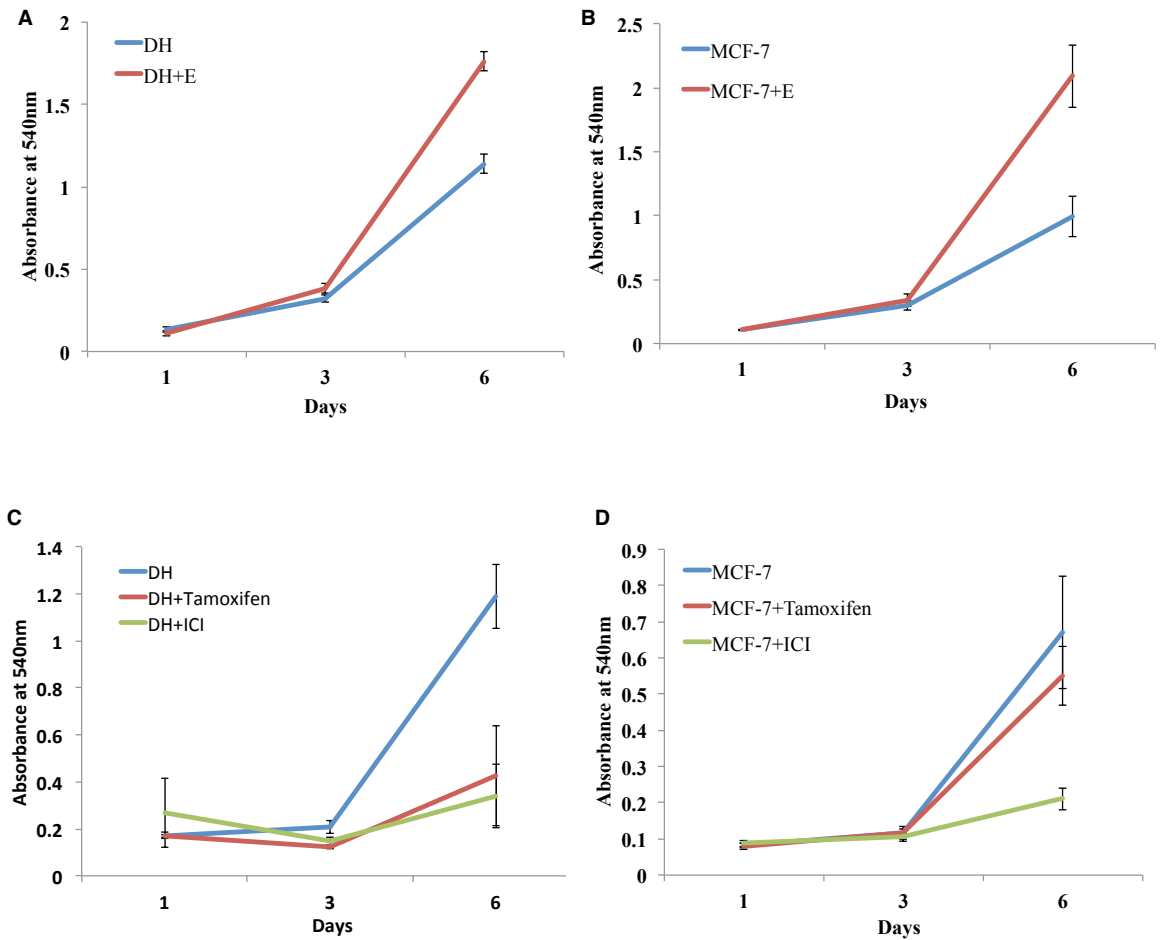 A
2
1.5
1
0.5
0
Absorbance at 540nm
DH
DH+E
1 3 6
Days
B
2.5
2
1.5
1
0.5
0
Absorbance at 540nm
MCF-7
MCF-7+E
1 3 6
Days
C
1.4
1.2
1
0.8
0.6
0.4
0.2
0
Absorbance at 540nm
DH
DH+Tamoxifen
DH+ICI
1 3 6
Days
D
0.9
0.8
0.7
0.6
0.5
0.4
0.3
0.2
0.1
0
Absorbance at 540nm
MCF-7
MCF-7+Tamoxifen
MCF-7+ICI
1 3 6
Days